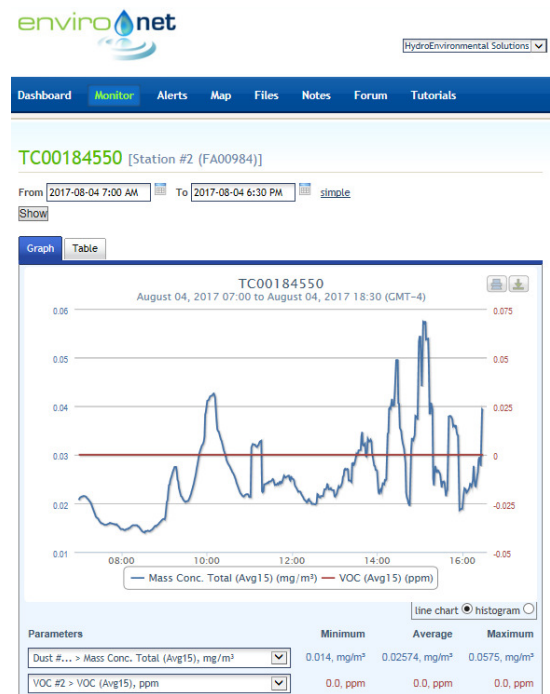 environet
HydroEnvironmental Solutions
Dashboard Monitor Alerts Map Files Notes Forum Tutorials
TC00184550 [Station #2 (FA00984)]
From 2017-08-04 7:00 AM To 2017-08-04 6:30 PM simple
Show
Graph Table
TC00184550
August 04, 2017 07:00 to August 04, 2017 18:30 (GMT-4)
0.06 0.075
0.05 0.05
0.04 0.025
0.03 0
0.02 -0.025
0.01 -0.05
08:00 10:00 12:00 14:00 16:00
Mass Conc. Total (Avg15) (mg/m³) VOC (Avg15) (ppm)
line chart histogram
Parameters Minimum Average Maximum
Dust #... > Mass Conc. Total (Avg15), mg/m³ 0.014, mg/m³ 0.02574, mg/m³ 0.0575, mg/m³
VOC #2 > VOC (Avg15), ppm 0.0, ppm 0.0, ppm 0.0, ppm